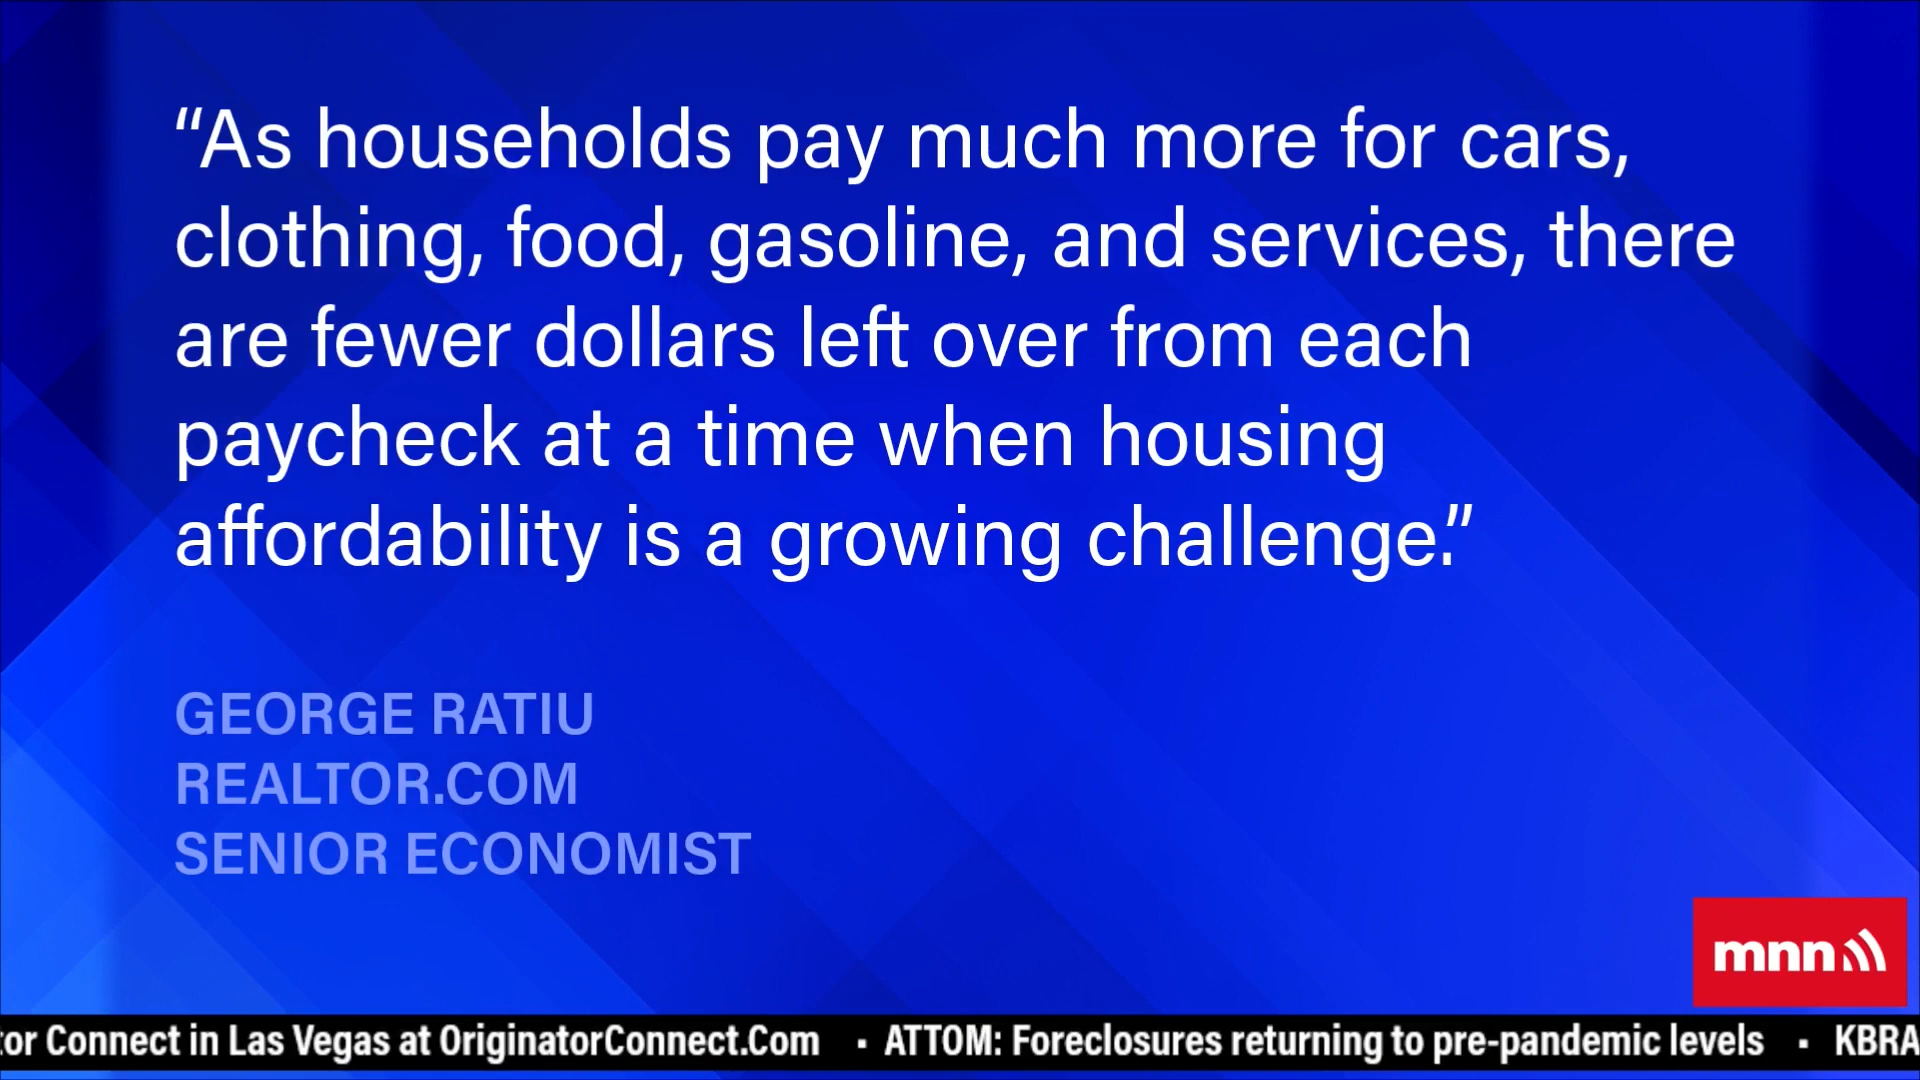 “As households pay much more for cars,
clothing, food, gasoline, and services, there
are fewer dollars left over from each
paycheck at a time when housing
affordability is a growing challenge.”
GEORGE RATIU
REALTOR.COM
SENIOR ECONOMIST
mnn
tor Connect in Las Vegas at OriginatorConnect.Com · ATTOM: Foreclosures returning to pre-pandemic levels · KBRA